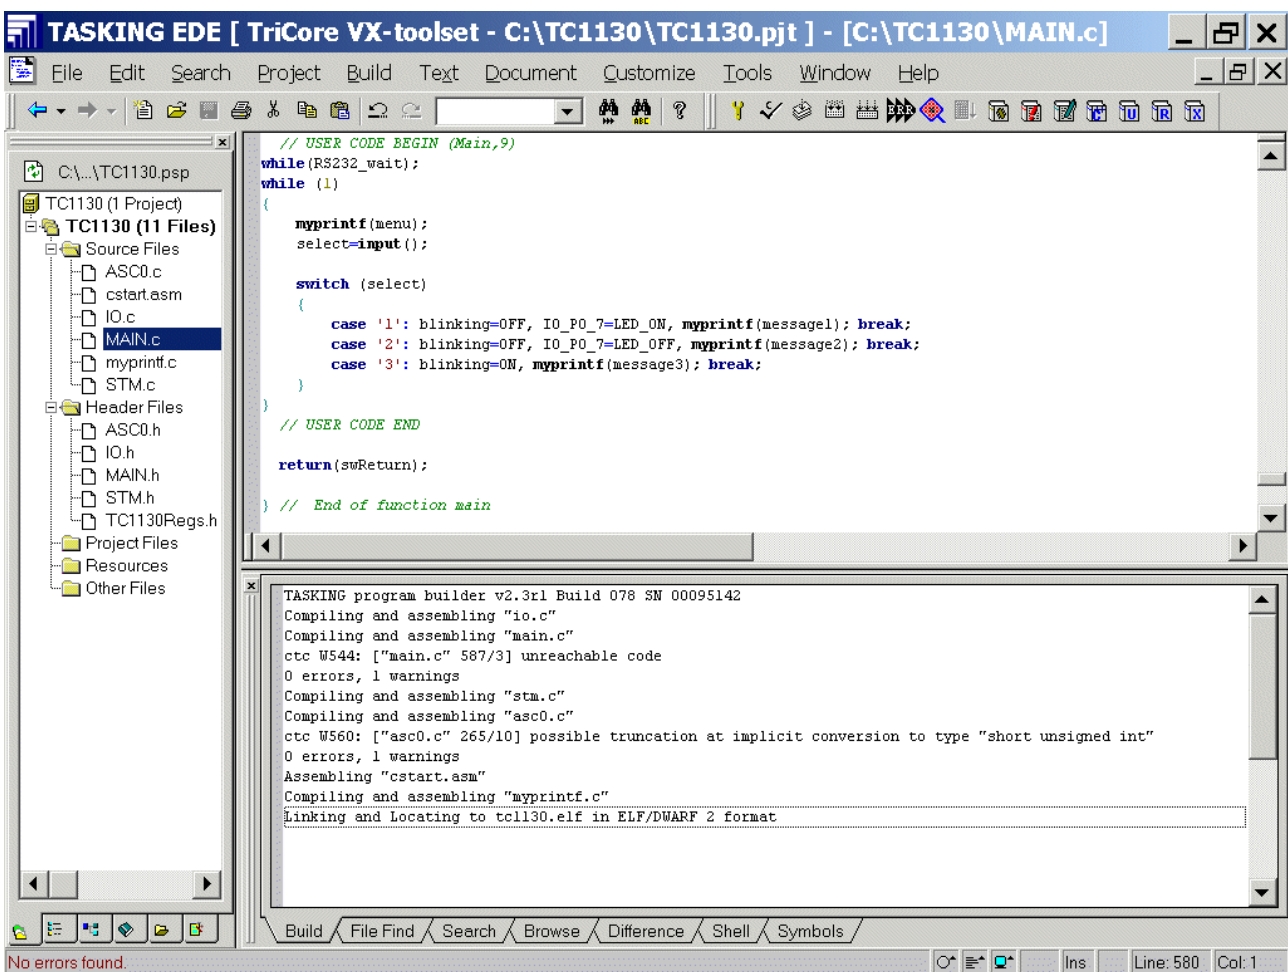 TASKING EDE [ TriCore VX-toolset - C:\TC1130\TC1130.pjt ] - [C:\TC1130\MAIN.c]
File Edit Search Project Build Text Document Customize Tools Window Help
C:\...\TC1130.psp
TC1130 (1 Project)
TC1130 (11 Files)
Source Files
ASC0.c
cstart.asm
IO.c
MAIN.c
myprintf.c
STM.c
Header Files
ASC0.h
IO.h
MAIN.h
STM.h
TC1130Regs.h
Project Files
Resources
Other Files
// USER CODE BEGIN (Main,9)
while(RS232_wait);
while (1)
{
myprintf(menu);
select=input();
switch (select)
{
case '1': blinking=OFF, IO_P0_7=LED_ON, myprintf(message1); break;
case '2': blinking=OFF, IO_P0_7=LED_OFF, myprintf(message2); break;
case '3': blinking=ON, myprintf(message3); break;
}
}
// USER CODE END
return(swReturn);
} // End of function main
TASKING program builder v2.3r1 Build 078 SN 00095142
Compiling and assembling "io.c"
Compiling and assembling "main.c"
ctc W544: ["main.c" 587/3] unreachable code
0 errors, 1 warnings
Compiling and assembling "stm.c"
Compiling and assembling "asc0.c"
ctc W560: ["asc0.c" 265/10] possible truncation at implicit conversion to type "short unsigned int"
0 errors, 1 warnings
Assembling "cstart.asm"
Compiling and assembling "myprintf.c"
Linking and Locating to tc1130.elf in ELF/DWARF 2 format
Build File Find Search Browse Difference Shell Symbols
No errors found. Ins Line: 580 Col: 1